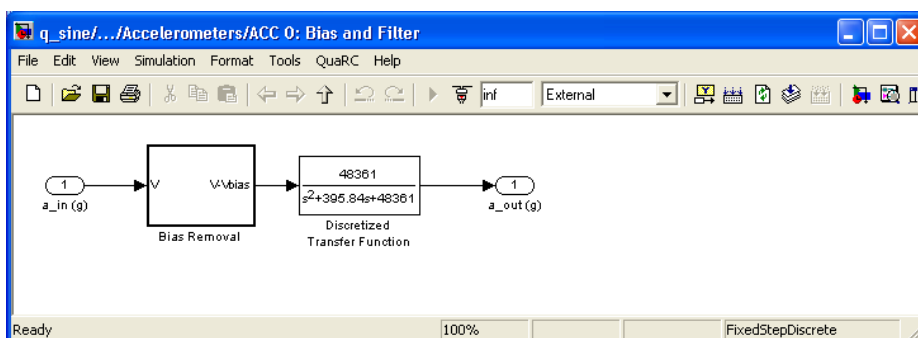 q_sine/.../Accelerometers/ACC 0: Bias and Filter
File Edit View Simulation Format Tools QuaRC Help
inf External
1
a_in (g)
V V-Vbias
Bias Removal
48361
s2+395.84s+48361
Discretized
Transfer Function
1
a_out (g)
Ready 100% FixedStepDiscrete